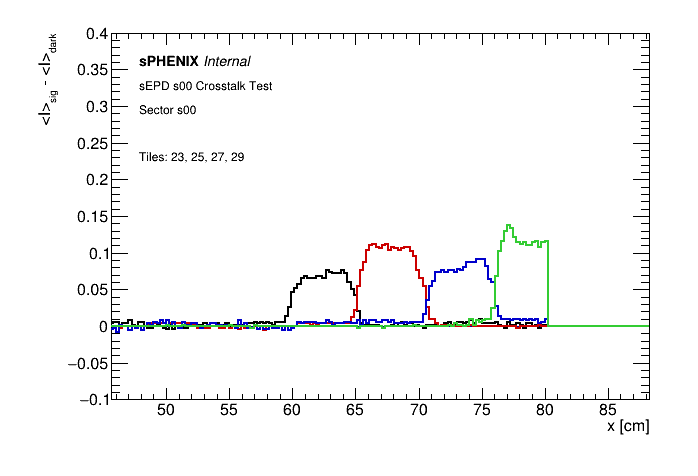 <I>sig - <I>dark
0.4
0.35
0.3
0.25
0.2
0.15
0.1
0.05
0
−0.05
−0.1
sPHENIX Internal
sEPD s00 Crosstalk Test
Sector s00
Tiles: 23, 25, 27, 29
50 55 60 65 70 75 80 85
x [cm]